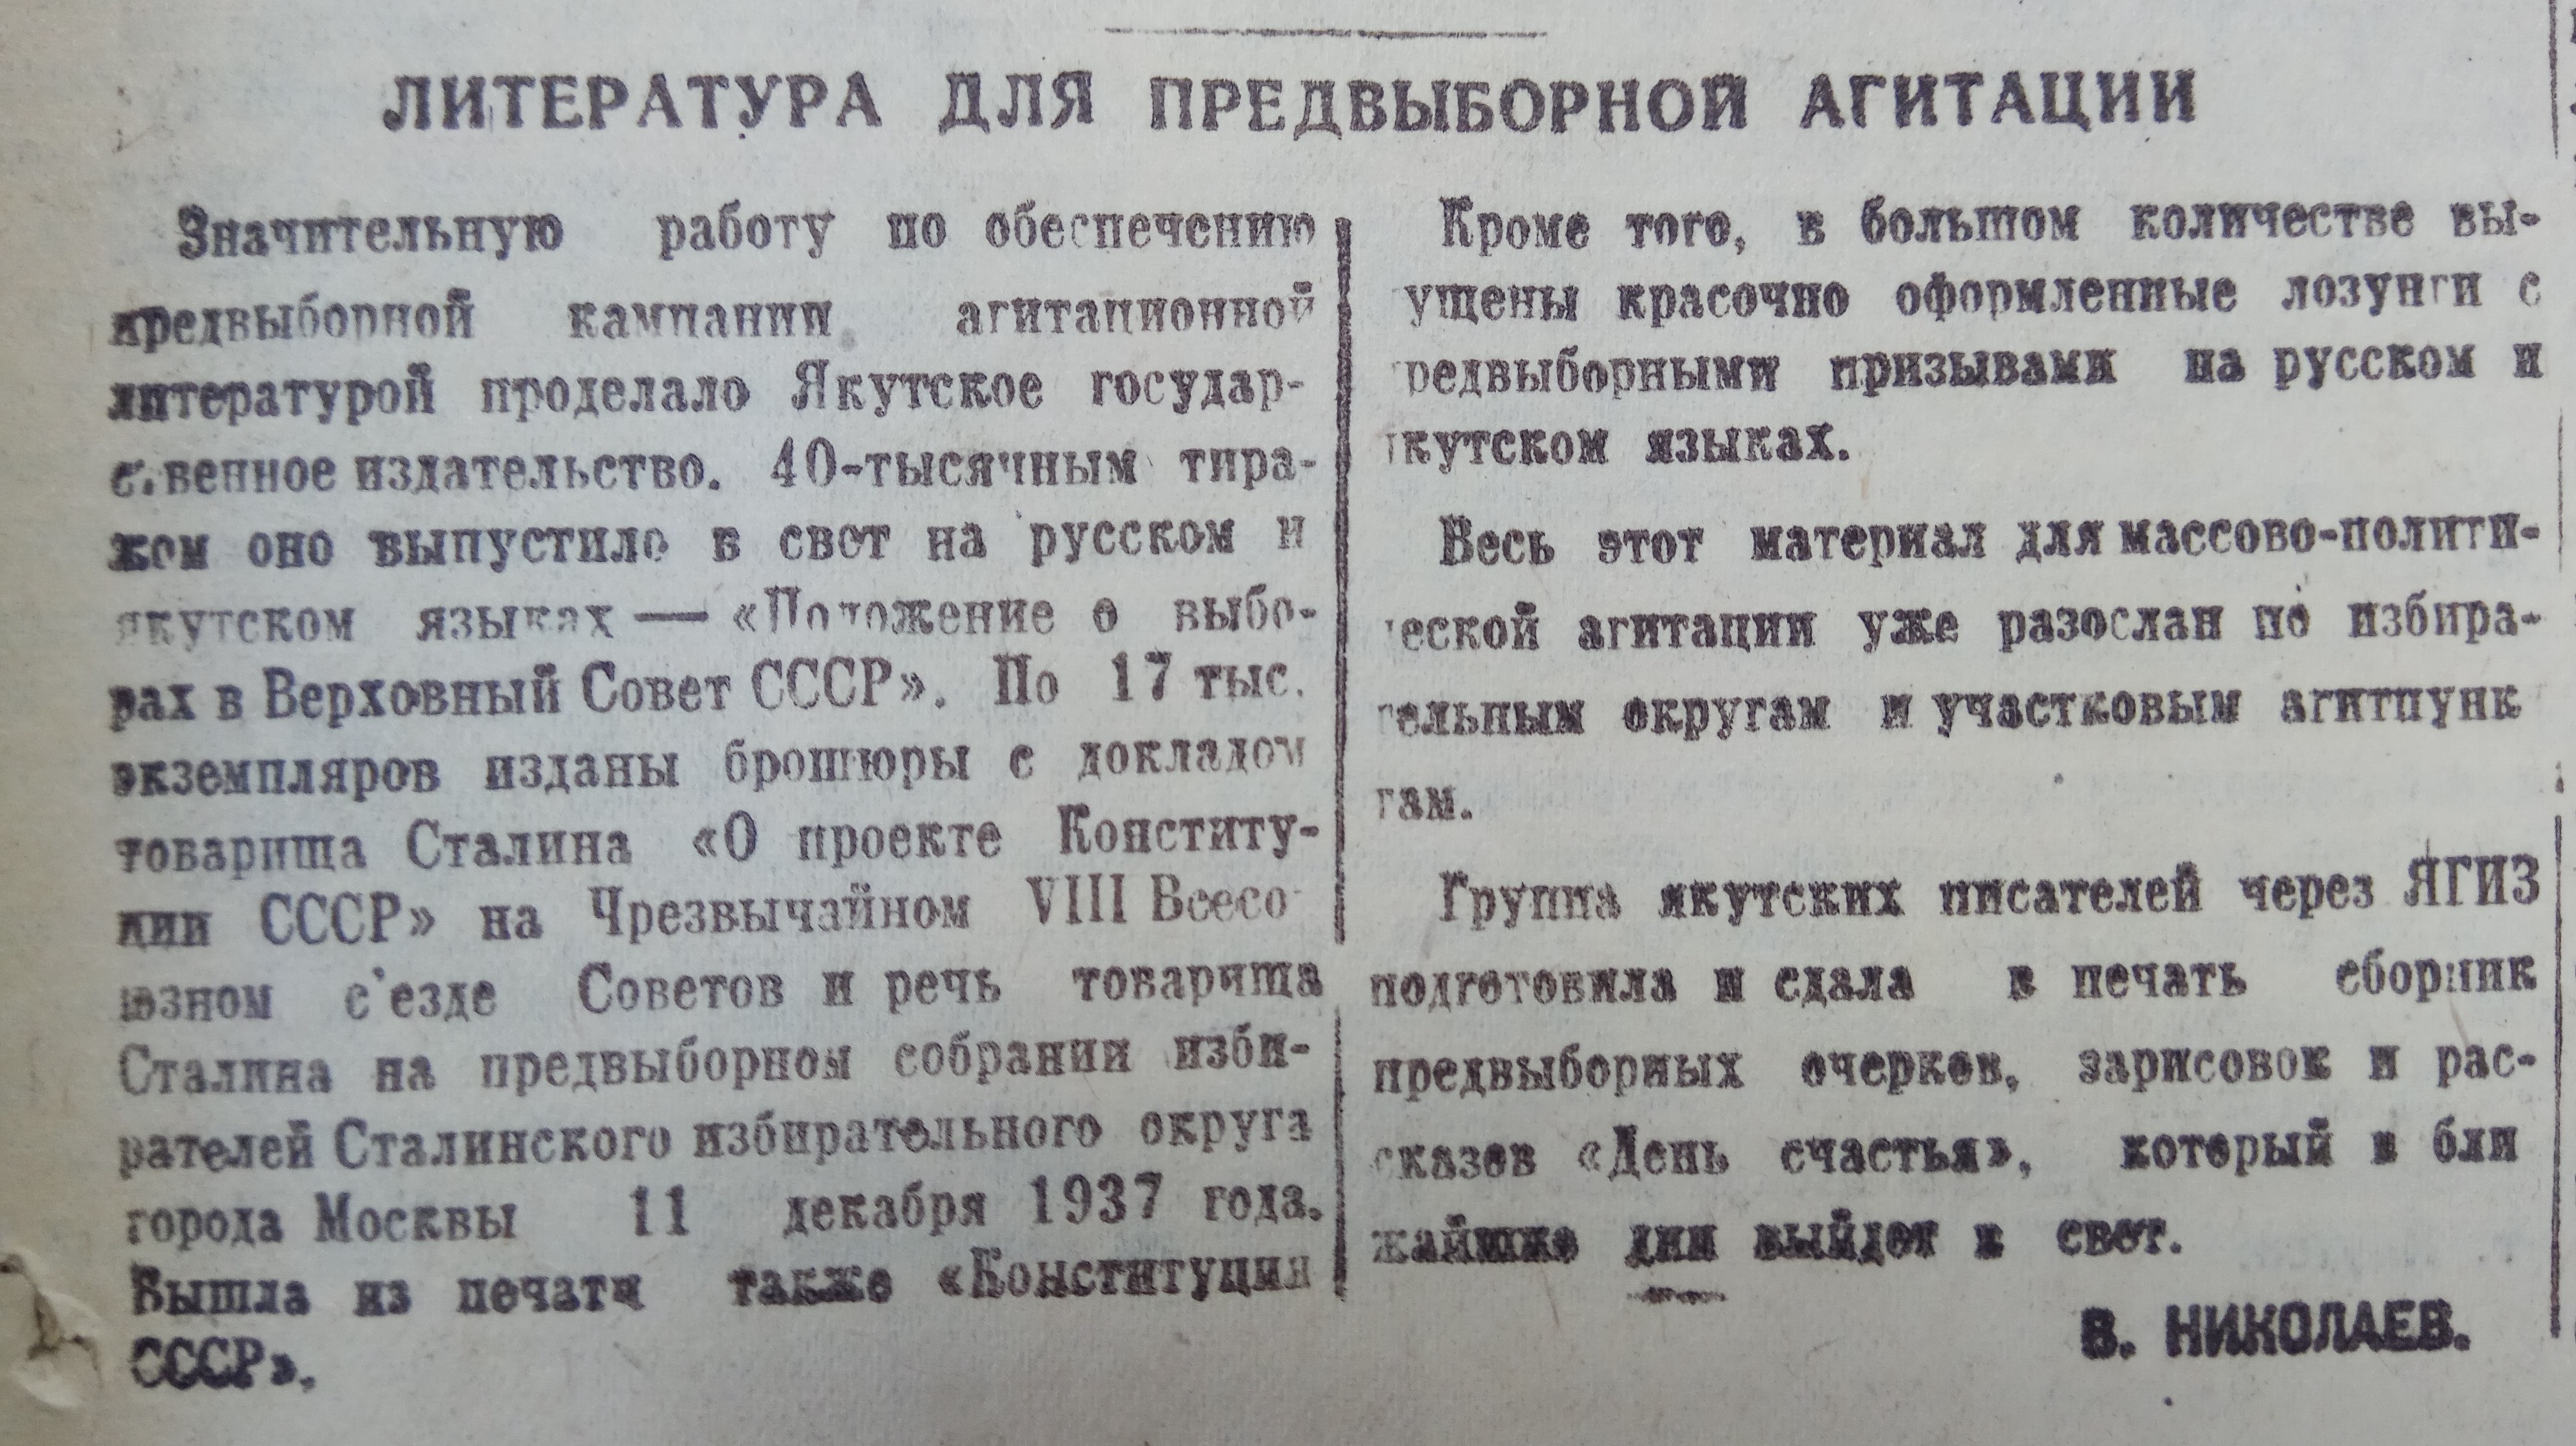 ЛИТЕРАТУРА ДЛЯ ПРЕДВЫБОРНОЙ АГИТАЦИИ
Значительную работу по обеспечению
предвыборной кампании агитационной
литературой проделало Якутское государ-
ственное издательство. 40-тысячным тира-
жом оно выпустило в свет на русском и
якутском языках — «Положение о выбо-
рах в Верховный Совет СССР». По 17 тыс.
экземпляров изданы брошюры с докладом
товарища Сталина «О проекте Конститу-
ции СССР» на Чрезвычайном VIII Всесо-
юзном с'езде Советов и речь товарища
Сталина на предвыборном собрании изби-
рателей Сталинского избирательного округа
города Москвы 11 декабря 1937 года.
Вышла из печати также «Конституция
СССР».
Кроме того, в большом количестве вы-
ущены красочно оформленные лозунги с
редвыборными призывами на русском и
якутском языках.
Весь этот материал для массово-полити-
ческой агитации уже разослан по избира-
тельным округам и участковым агитпунк
там.
Группа якутских писателей через ЯГИЗ
подготовила и сдала в печать сборник
предвыборных очерков, зарисовок и рас-
сказов «День счастья», который в бли
жайшие дни выйдет в свет.
В. НИКОЛАЕВ.